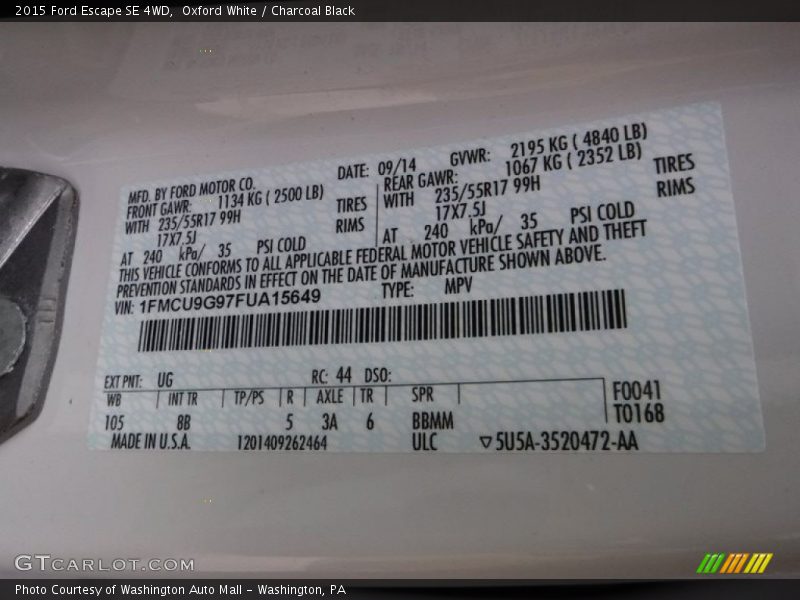 2015 Ford Escape SE 4WD,  Oxford White / Charcoal Black
MFD. BY FORD MOTOR CO. DATE: 09/14 GVWR: 2195 KG ( 4840 LB)
FRONT GAWR: 1134 KG ( 2500 LB) REAR GAWR: 1067 KG ( 2352 LB)
WITH 235/55R17 99H TIRES WITH 235/55R17 99H TIRES
17X7.5J RIMS 17X7.5J RIMS
AT 240 kPa/ 35 PSI COLD AT 240 kPa/ 35 PSI COLD
THIS VEHICLE CONFORMS TO ALL APPLICABLE FEDERAL MOTOR VEHICLE SAFETY AND THEFT
PREVENTION STANDARDS IN EFFECT ON THE DATE OF MANUFACTURE SHOWN ABOVE.
VIN: 1FMCU9G97FUA15649 TYPE: MPV
EXT PNT: UG RC: 44 DSO:
WB INT TR TP/PS R AXLE TR SPR F0041
105 8B 5 3A 6 BBMM T0168
MADE IN U.S.A. 1201409262464 ULC ▽5U5A-3520472-AA
GTCARLOT.COM
Photo Courtesy of Washington Auto Mall - Washington, PA